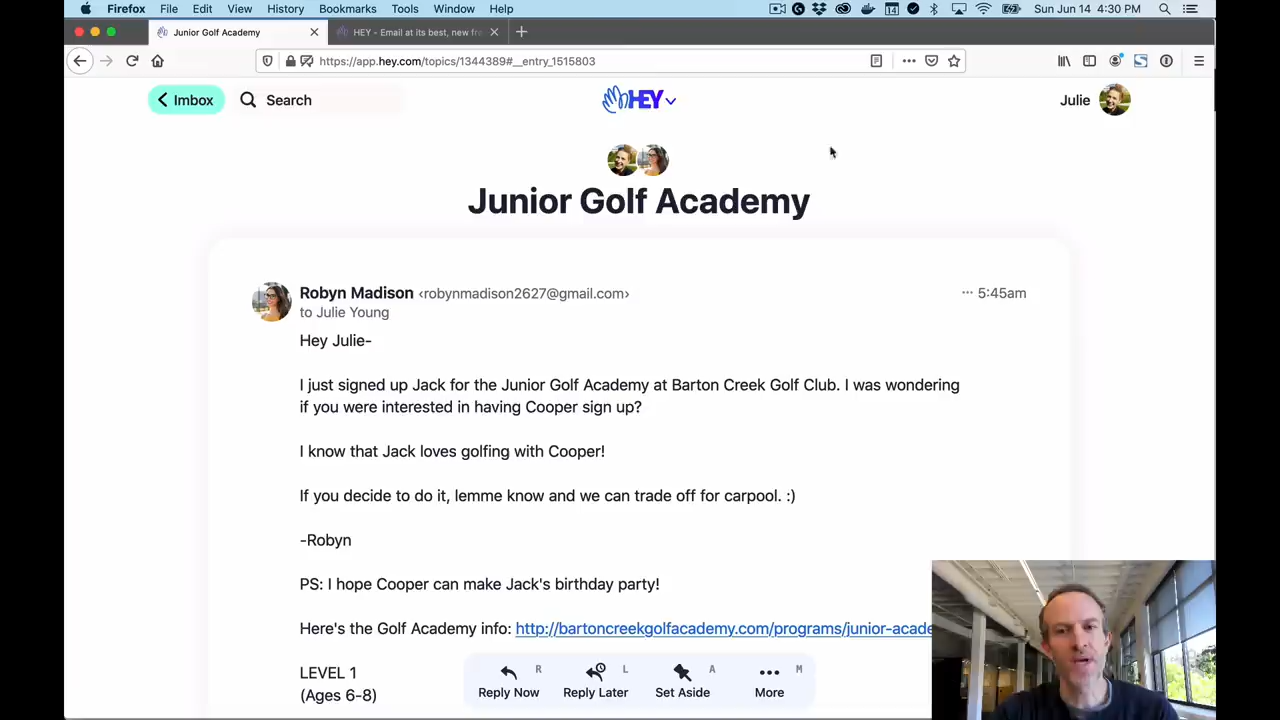 Firefox File Edit View History Bookmarks Tools Window Help 14 Sun Jun 14 4:30 PM
Junior Golf Academy HEY - Email at its best, new fre
https://app.hey.com/topics/1344389#__entry_1515803
Imbox Search HEY Julie
Junior Golf Academy
Robyn Madison <robynmadison2627@gmail.com> ··· 5:45am
to Julie Young
Hey Julie-
I just signed up Jack for the Junior Golf Academy at Barton Creek Golf Club. I was wondering
if you were interested in having Cooper sign up?
I know that Jack loves golfing with Cooper!
If you decide to do it, lemme know and we can trade off for carpool. :)
-Robyn
PS: I hope Cooper can make Jack's birthday party!
Here's the Golf Academy info: http://bartoncreekgolfacademy.com/programs/junior-acade
LEVEL 1
(Ages 6-8)
R L A M
Reply Now Reply Later Set Aside More